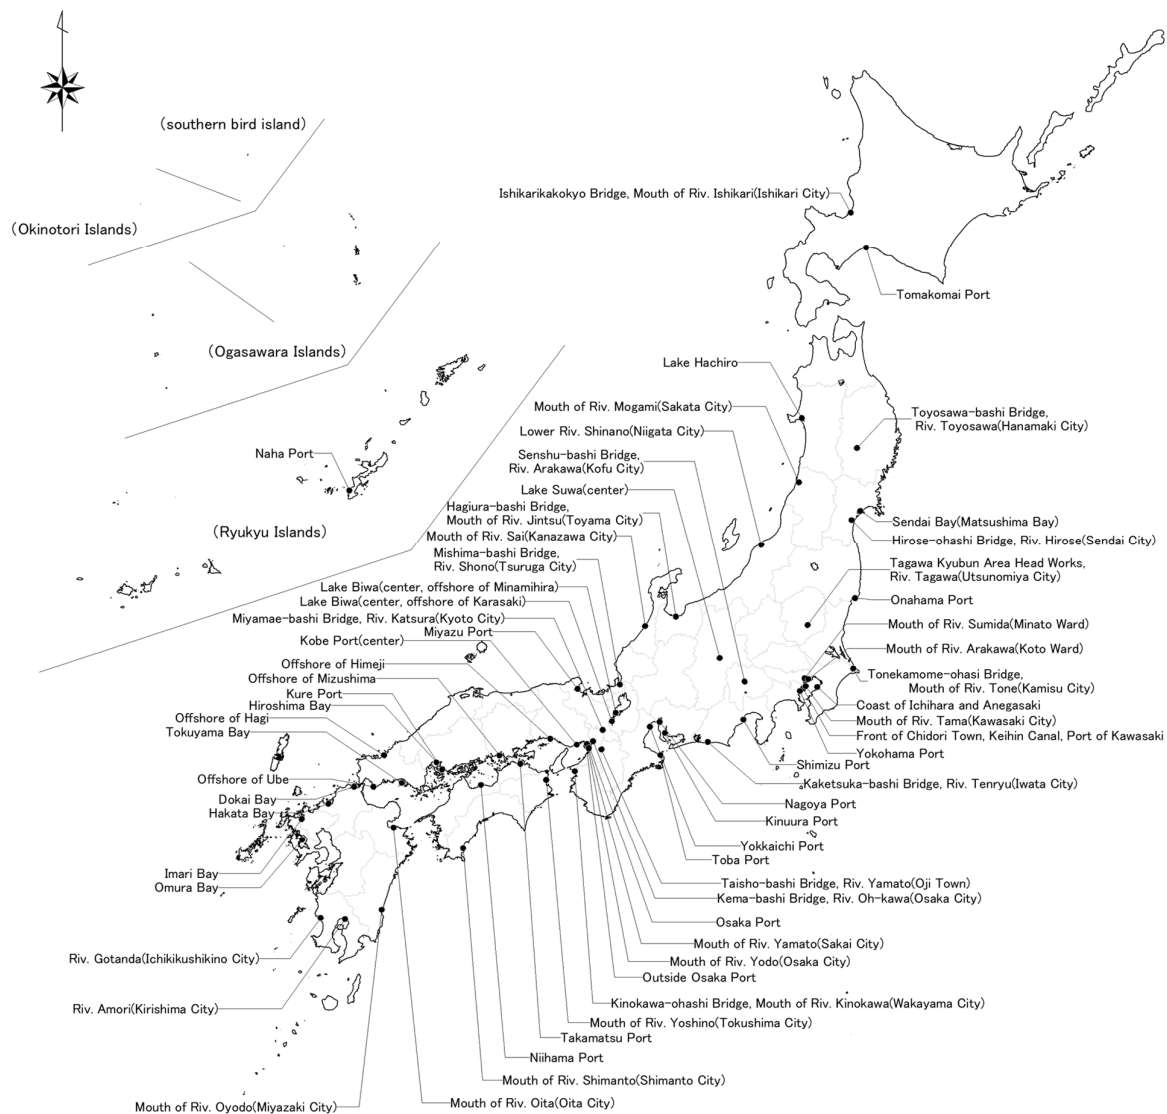 (southern bird island)
Ishikarikakokyo Bridge, Mouth of Riv. Ishikari(Ishikari City)
(Okinotori Islands)
Tomakomai Port
(Ogasawara Islands)
Lake Hachiro
Mouth of Riv. Mogami(Sakata City)
Toyosawa-bashi Bridge,
Riv. Toyosawa(Hanamaki City)
Lower Riv. Shinano(Niigata City)
Naha Port
Senshu-bashi Bridge,
Riv. Arakawa(Kofu City)
Lake Suwa(center)
Hagiura-bashi Bridge,
Mouth of Riv. Jintsu(Toyama City)
(Ryukyu Islands)
Mouth of Riv. Sai(Kanazawa City)
Sendai Bay(Matsushima Bay)
Hirose-ohashi Bridge, Riv. Hirose(Sendai City)
Mishima-bashi Bridge,
Riv. Shono(Tsuruga City)
Tagawa Kyubun Area Head Works,
Riv. Tagawa(Utsunomiya City)
Lake Biwa(center, offshore of Minamihira)
Lake Biwa(center, offshore of Karasaki)
Onahama Port
Miyamae-bashi Bridge, Riv. Katsura(Kyoto City)
Mouth of Riv. Sumida(Minato Ward)
Miyazu Port
Kobe Port(center)
Mouth of Riv. Arakawa(Koto Ward)
Offshore of Himeji
Tonekamome-ohasi Bridge,
Mouth of Riv. Tone(Kamisu City)
Offshore of Mizushima
Kure Port
Hiroshima Bay
Coast of Ichihara and Anegasaki
Offshore of Hagi
Mouth of Riv. Tama(Kawasaki City)
Tokuyama Bay
Front of Chidori Town, Keihin Canal, Port of Kawasaki
Yokohama Port
Shimizu Port
Offshore of Ube
Kaketsuka-bashi Bridge, Riv. Tenryu(Iwata City)
Dokai Bay
Nagoya Port
Hakata Bay
Kinuura Port
Yokkaichi Port
Toba Port
Imari Bay
Omura Bay
Taisho-bashi Bridge, Riv. Yamato(Oji Town)
Kema-bashi Bridge, Riv. Oh-kawa(Osaka City)
Osaka Port
Mouth of Riv. Yamato(Sakai City)
Riv. Gotanda(Ichikikushikino City)
Mouth of Riv. Yodo(Osaka City)
Outside Osaka Port
Riv. Amori(Kirishima City)
Kinokawa-ohashi Bridge, Mouth of Riv. Kinokawa(Wakayama City)
Mouth of Riv. Yoshino(Tokushima City)
Takamatsu Port
Niihama Port
Mouth of Riv. Shimanto(Shimanto City)
Mouth of Riv. Oyodo(Miyazaki City)
Mouth of Riv. Oita(Oita City)